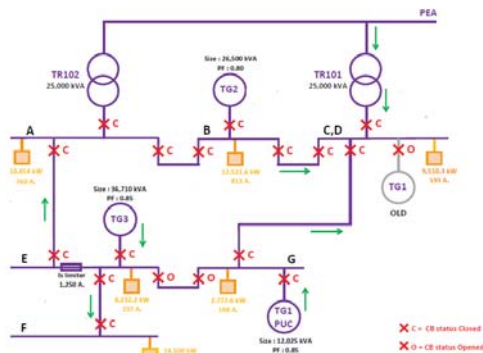 PEA
Size : 26,500 kVA
PF : 0.80
TR102
25,000 kVA
TG2
TR101
25,000 kVA
C
C
A
B
C,D
C
C
C
C
C
C
C
O
TG1
OLD
Size : 36,710 kVA
PF : 0.85
TG3
C
C
C
E
G
Is limiter
1,250 A.
O
O
C
C
TG1
PUC
F
Size : 12,025 kVA
PF : 0.85
C = CB status Closed
O = CB status Opened